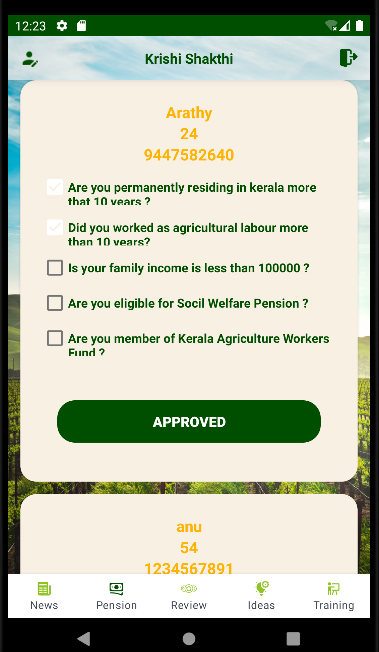 12:23
Krishi Shakthi
Arathy
24
9447582640
Are you permanently residing in kerala more
that 10 years ?
Did you worked as agricultural labour more
than 10 years?
Is your family income is less than 100000 ?
Are you eligible for Socil Welfare Pension ?
Are you member of Kerala Agriculture Workers
Fund ?
APPROVED
anu
54
1234567891
News Pension Review Ideas Training